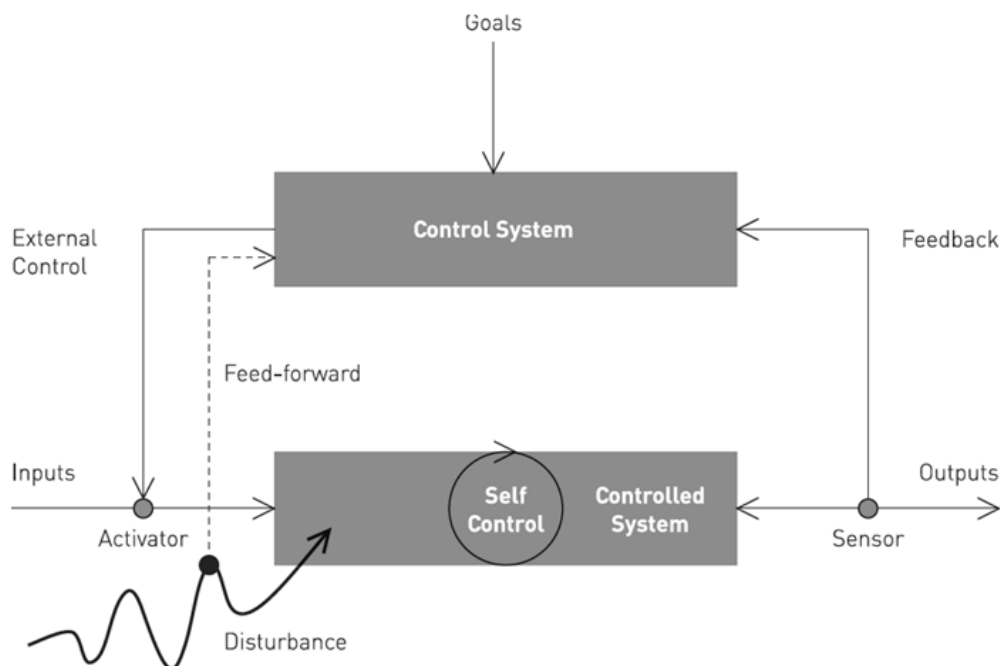 Goals
Control System
External
Control
Feedback
Feed-forward
Inputs
Outputs
Self
Control
Controlled
System
Activator
Sensor
Disturbance